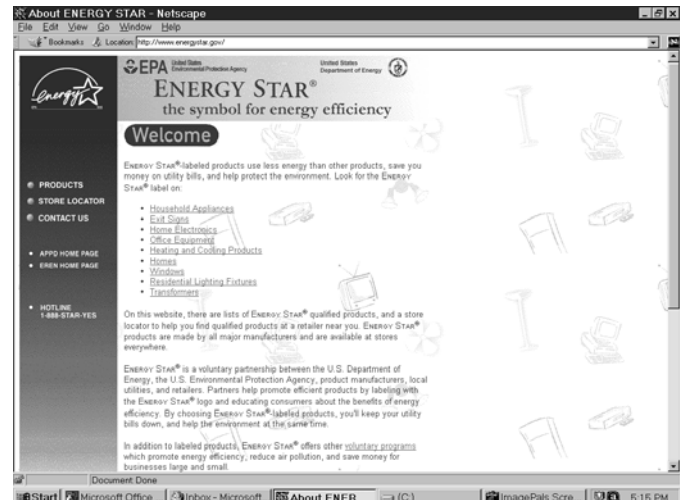 About ENERGY STAR - Netscape
File Edit View Go Window Help
Bookmarks Location: http://www.energystar.gov/
energy
EPA United States Environmental Protection Agency
United States Department of Energy
ENERGY STAR®
the symbol for energy efficiency
Welcome
PRODUCTS
STORE LOCATOR
CONTACT US
APPD HOME PAGE
EREN HOME PAGE
HOTLINE
1-888-STAR-YES
ENERGY STAR®-labeled products use less energy than other products, save you
money on utility bills, and help protect the environment. Look for the ENERGY
STAR® label on:
• Household Appliances
• Exit Signs
• Home Electronics
• Office Equipment
• Heating and Cooling Products
• Homes
• Windows
• Residential Lighting Fixtures
• Transformers
On this website, there are lists of ENERGY STAR® qualified products, and a store
locator to help you find qualified products at a retailer near you. ENERGY STAR®
products are made by all major manufacturers and are available at stores
everywhere.
ENERGY STAR® is a voluntary partnership between the U.S. Department of
Energy, the U.S. Environmental Protection Agency, product manufacturers, local
utilities, and retailers. Partners help promote efficient products by labeling with
the ENERGY STAR® logo and educating consumers about the benefits of energy
efficiency. By choosing ENERGY STAR®-labeled products, you'll keep your utility
bills down, and help the environment at the same time.
In addition to labeled products, ENERGY STAR® offers other voluntary programs
which promote energy efficiency, reduce air pollution, and save money for
businesses large and small.
Document: Done
Start Microsoft Office Inbox - Microsoft About ENER (C:) ImagePals Scre 5:15 PM